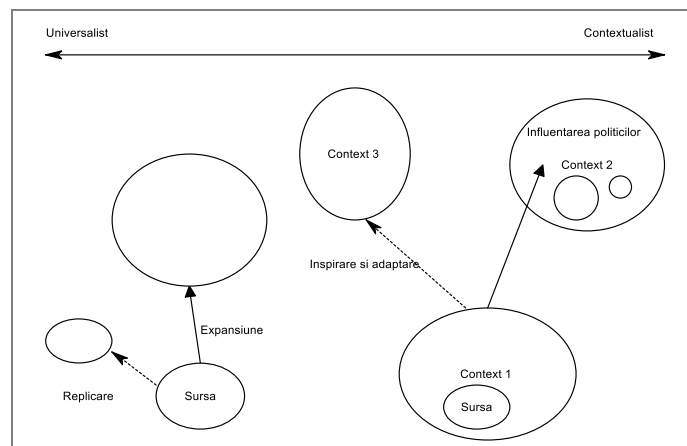 Universalist
Contextualist
Influentarea politicilor
Context 3
Context 2
Inspirare si adaptare
Expansiune
Context 1
Replicare
Sursa
Sursa